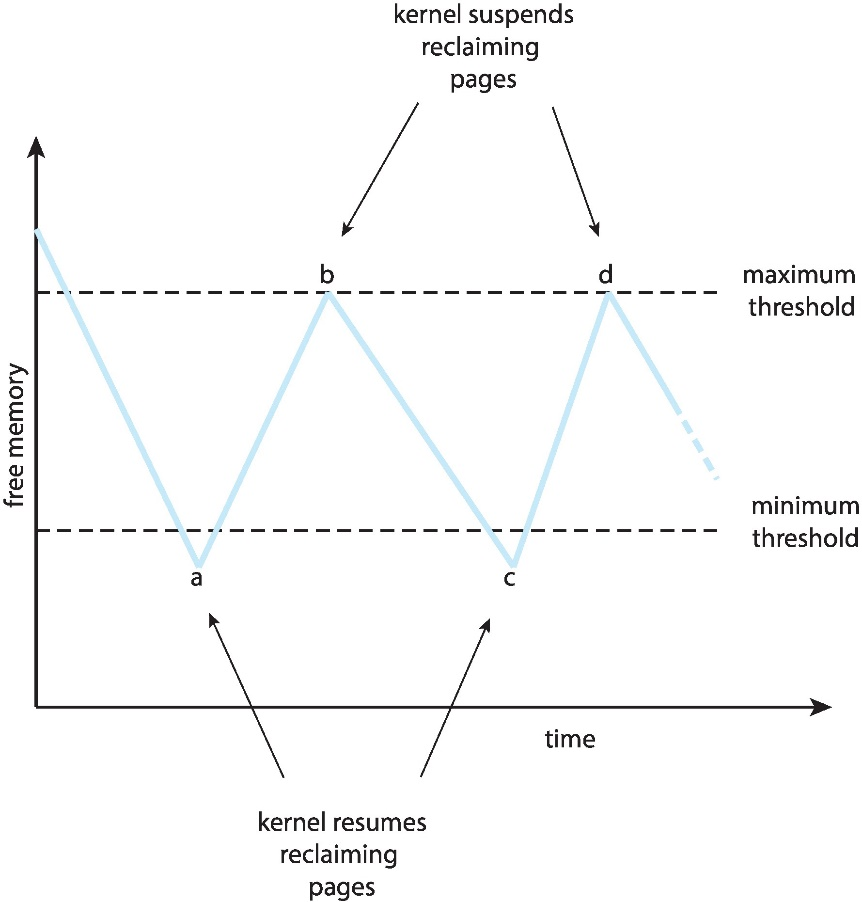 kernel suspends
reclaiming
pages
b
d
maximum
threshold
free memory
minimum
threshold
a
c
time
kernel resumes
reclaiming
pages